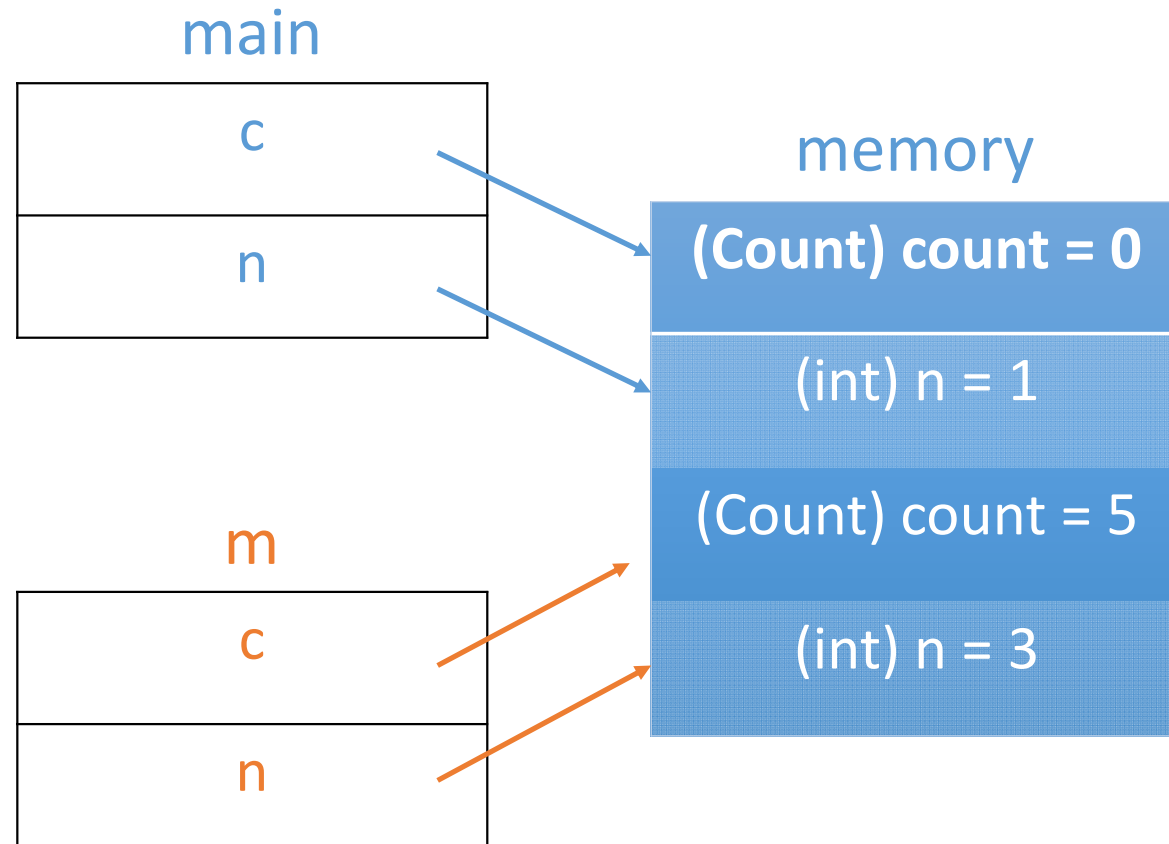 main
c
n
memory
(Count) count = 0
(int) n = 1
(Count) count = 5
(int) n = 3
m
c
n